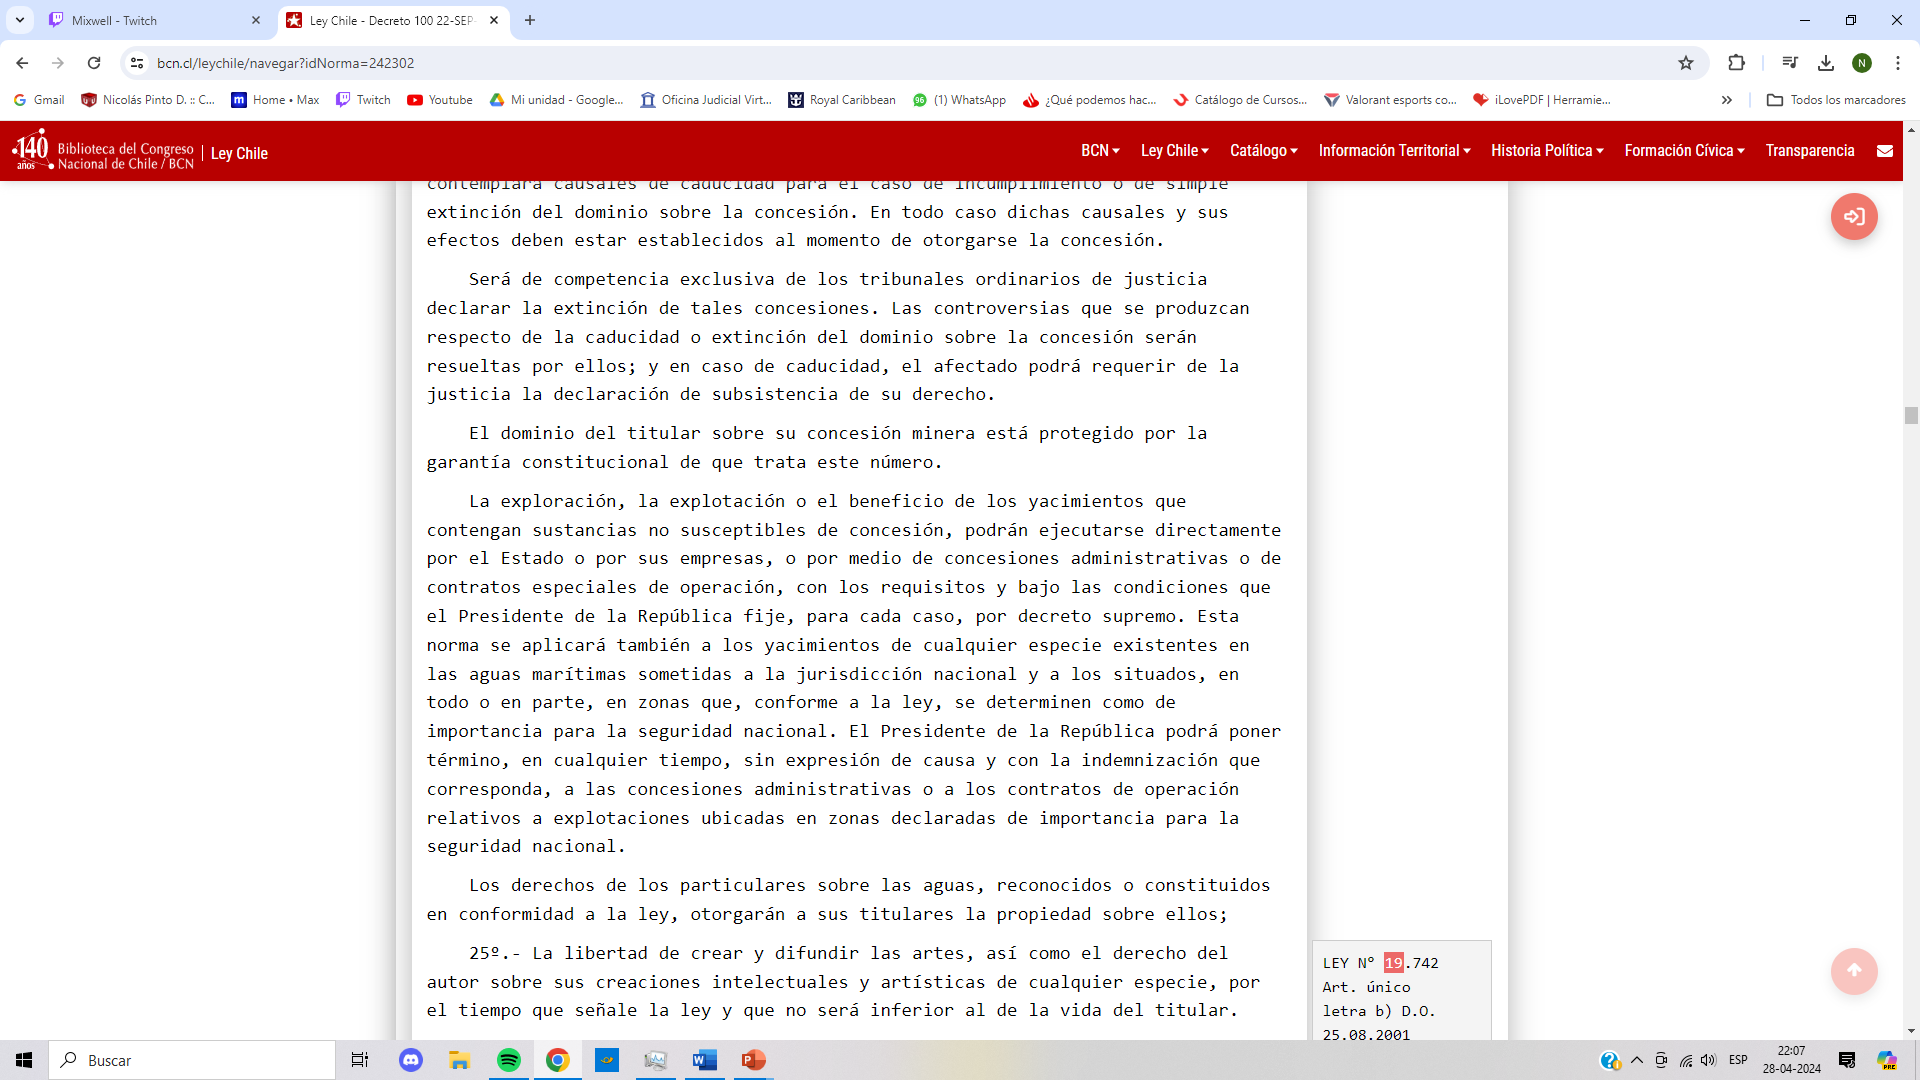 Mixwell - Twitch
Ley Chile - Decreto 100 22-SEP-
bcn.cl/leychile/navegar?idNorma=242302
N
Gmail
Nicolás Pinto D. :: C...
Home • Max
Twitch
Youtube
Mi unidad - Google...
Oficina Judicial Virt...
Royal Caribbean
96
(1) WhatsApp
¿Qué podemos hac...
Catálogo de Cursos...
Valorant esports co...
iLovePDF | Herramie...
Todos los marcadores
140 años
Biblioteca del Congreso
Nacional de Chile / BCN
Ley Chile
BCN
Ley Chile
Catálogo
Información Territorial
Historia Política
Formación Cívica
Transparencia
contemplará causales de caducidad para el caso de incumplimiento o de simple
extinción del dominio sobre la concesión. En todo caso dichas causales y sus
efectos deben estar establecidos al momento de otorgarse la concesión.
Será de competencia exclusiva de los tribunales ordinarios de justicia
declarar la extinción de tales concesiones. Las controversias que se produzcan
respecto de la caducidad o extinción del dominio sobre la concesión serán
resueltas por ellos; y en caso de caducidad, el afectado podrá requerir de la
justicia la declaración de subsistencia de su derecho.
El dominio del titular sobre su concesión minera está protegido por la
garantía constitucional de que trata este número.
La exploración, la explotación o el beneficio de los yacimientos que
contengan sustancias no susceptibles de concesión, podrán ejecutarse directamente
por el Estado o por sus empresas, o por medio de concesiones administrativas o de
contratos especiales de operación, con los requisitos y bajo las condiciones que
el Presidente de la República fije, para cada caso, por decreto supremo. Esta
norma se aplicará también a los yacimientos de cualquier especie existentes en
las aguas marítimas sometidas a la jurisdicción nacional y a los situados, en
todo o en parte, en zonas que, conforme a la ley, se determinen como de
importancia para la seguridad nacional. El Presidente de la República podrá poner
término, en cualquier tiempo, sin expresión de causa y con la indemnización que
corresponda, a las concesiones administrativas o a los contratos de operación
relativos a explotaciones ubicadas en zonas declaradas de importancia para la
seguridad nacional.
Los derechos de los particulares sobre las aguas, reconocidos o constituidos
en conformidad a la ley, otorgarán a sus titulares la propiedad sobre ellos;
25º.- La libertad de crear y difundir las artes, así como el derecho del
autor sobre sus creaciones intelectuales y artísticas de cualquier especie, por
el tiempo que señale la ley y que no será inferior al de la vida del titular.
LEY Nº 19.742
Art. único
letra b) D.O.
25.08.2001
Buscar
ESP
22:07
28-04-2024
PRE